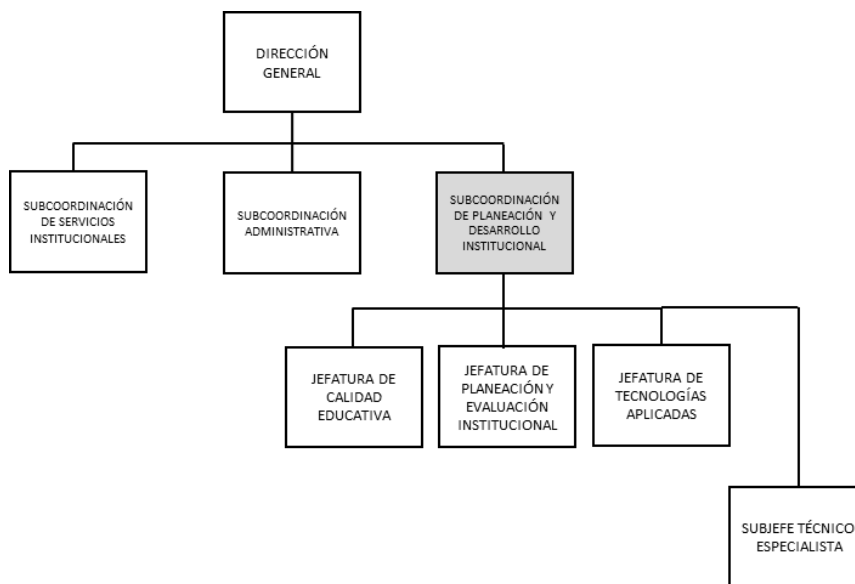 DIRECCIÓN
GENERAL
SUBCOORDINACIÓN
DE SERVICIOS
INSTITUCIONALES
SUBCOORDINACIÓN
ADMINISTRATIVA
SUBCOORDINACIÓN
DE PLANEACIÓN Y
DESARROLLO
INSTITUCIONAL
JEFATURA DE
CALIDAD
EDUCATIVA
JEFATURA DE
PLANEACIÓN Y
EVALUACIÓN
INSTITUCIONAL
JEFATURA DE
TECNOLOGÍAS
APLICADAS
SUBJEFE TÉCNICO
ESPECIALISTA